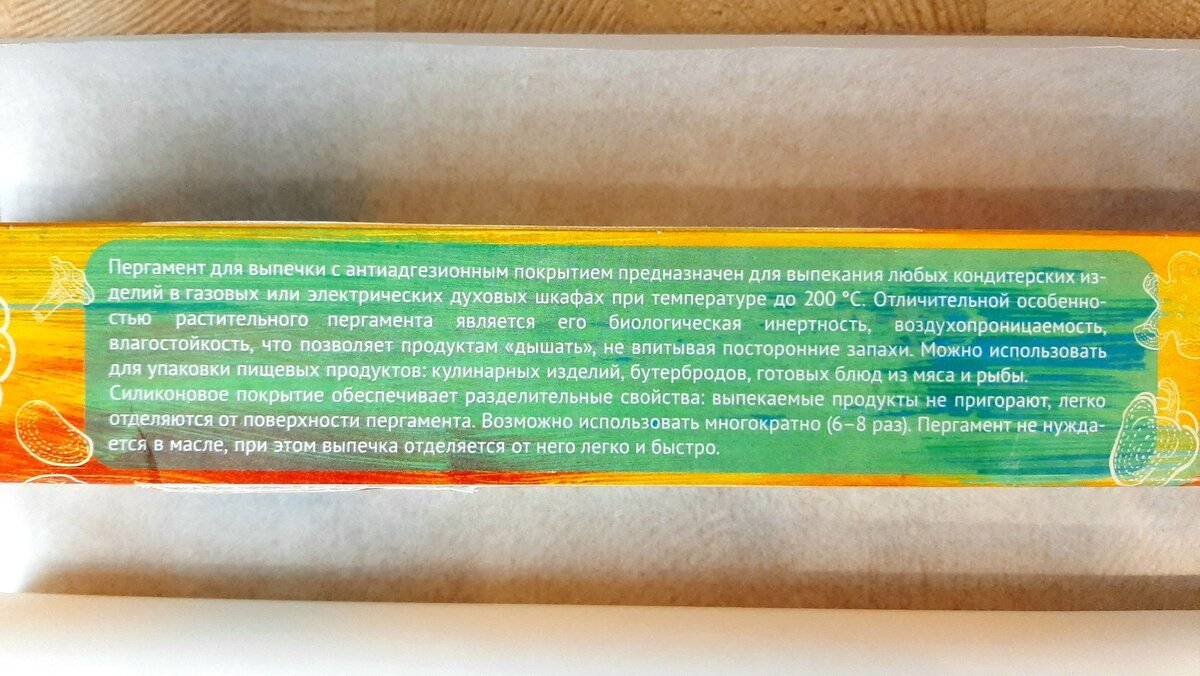 Пергамент для выпечки с антиадгезионным покрытием предназначен для выпекания любых кондитерских из-
делий в газовых или электрических духовых шкафах при температуре до 200 °С. Отличительной особенно-
стью растительного пергамента является его биологическая инертность, воздухопроницаемость,
влагостойкость, что позволяет продуктам «дышать», не впитывая посторонние запахи. Можно использовать
для упаковки пищевых продуктов: кулинарных изделий, бутербродов, готовых блюд из мяса и рыбы.
Силиконовое покрытие обеспечивает разделительные свойства: выпекаемые продукты не пригорают, легко
отделяются от поверхности пергамента. Возможно использовать многократно (6–8 раз). Пергамент не нужда-
ется в масле, при этом выпечка отделяется от него легко и быстро.